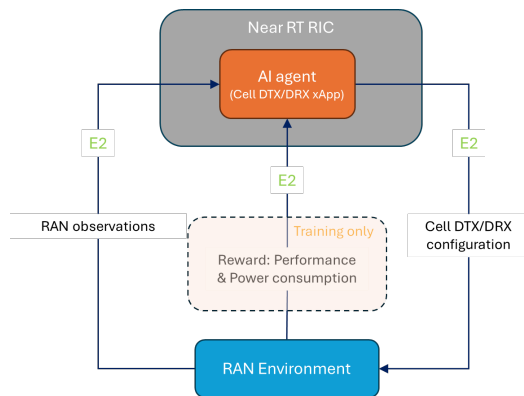 Near RT RIC
AI agent
(Cell DTX/DRX xApp)
E2
E2
E2
RAN observations
Cell DTX/DRX
configuration
Training only
Reward: Performance
& Power consumption
RAN Environment